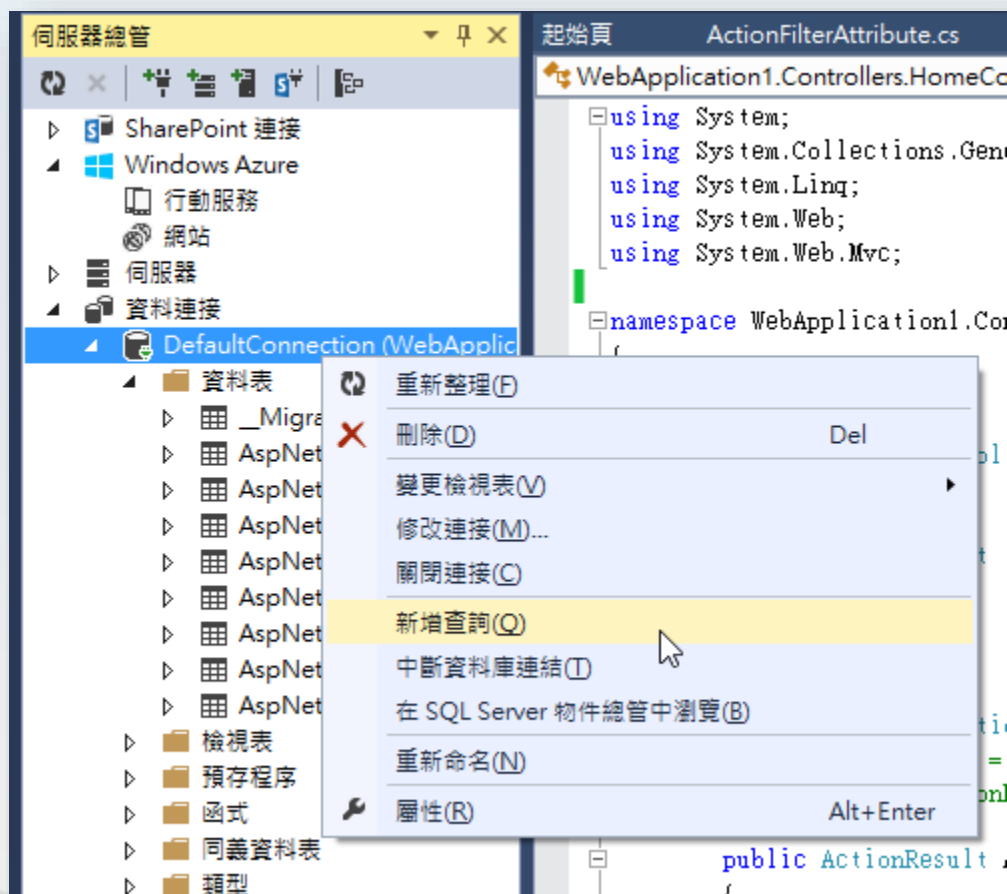 伺服器總管
SharePoint 連接
Windows Azure
行動服務
網站
伺服器
資料連接
DefaultConnection (WebApplic
資料表
__Migra
AspNet
AspNet
AspNet
AspNet
AspNet
AspNet
AspNet
AspNet
檢視表
預存程序
函式
同義資料表
類型
重新整理(F)
刪除(D) Del
變更檢視表(V)
修改連接(M)...
關閉連接(C)
新增查詢(Q)
中斷資料庫連結(T)
在 SQL Server 物件總管中瀏覽(B)
重新命名(N)
屬性(R) Alt+Enter
起始頁 ActionFilterAttribute.cs
WebApplication1.Controllers.HomeCo
using System;
using System.Collections.Gene
using System.Linq;
using System.Web;
using System.Web.Mvc;
namespace WebApplication1.Con
{
ol
t
tio
=
public ActionResult
{